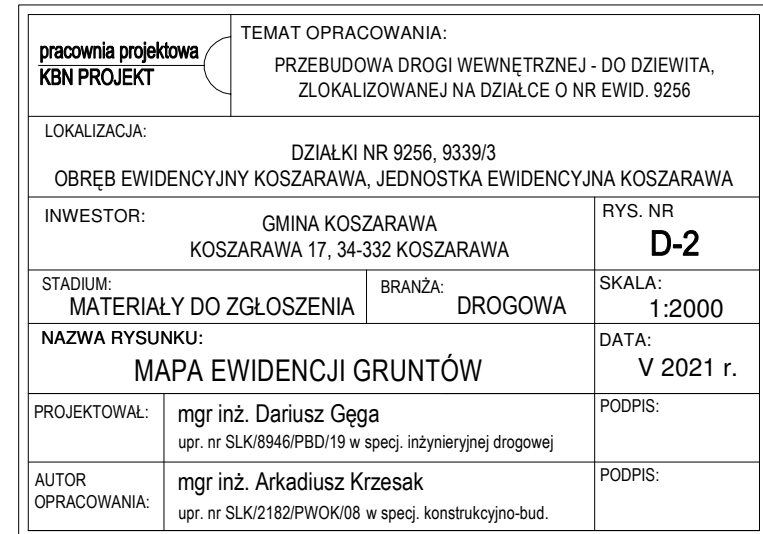 pracownia projektowa
KBN PROJEKT
TEMAT OPRACOWANIA:
PRZEBUDOWA DROGI WEWNĘTRZNEJ - DO DZIEWITA,
ZLOKALIZOWANEJ NA DZIAŁCE O NR EWID. 9256
LOKALIZACJA:
DZIAŁKI NR 9256, 9339/3
OBRĘB EWIDENCYJNY KOSZARAWA, JEDNOSTKA EWIDENCYJNA KOSZARAWA
INWESTOR:
GMINA KOSZARAWA
KOSZARAWA 17, 34-332 KOSZARAWA
RYS. NR
D-2
STADIUM:
MATERIAŁY DO ZGŁOSZENIA
BRANŻA:
DROGOWA
SKALA:
1:2000
NAZWA RYSUNKU:
MAPA EWIDENCJI GRUNTÓW
DATA:
V 2021 r.
PROJEKTOWAŁ:
mgr inż. Dariusz Gęga
upr. nr SLK/8946/PBD/19 w specj. inżynieryjnej drogowej
PODPIS:
AUTOR
OPRACOWANIA:
mgr inż. Arkadiusz Krzesak
upr. nr SLK/2182/PWOK/08 w specj. konstrukcyjno-bud.
PODPIS: